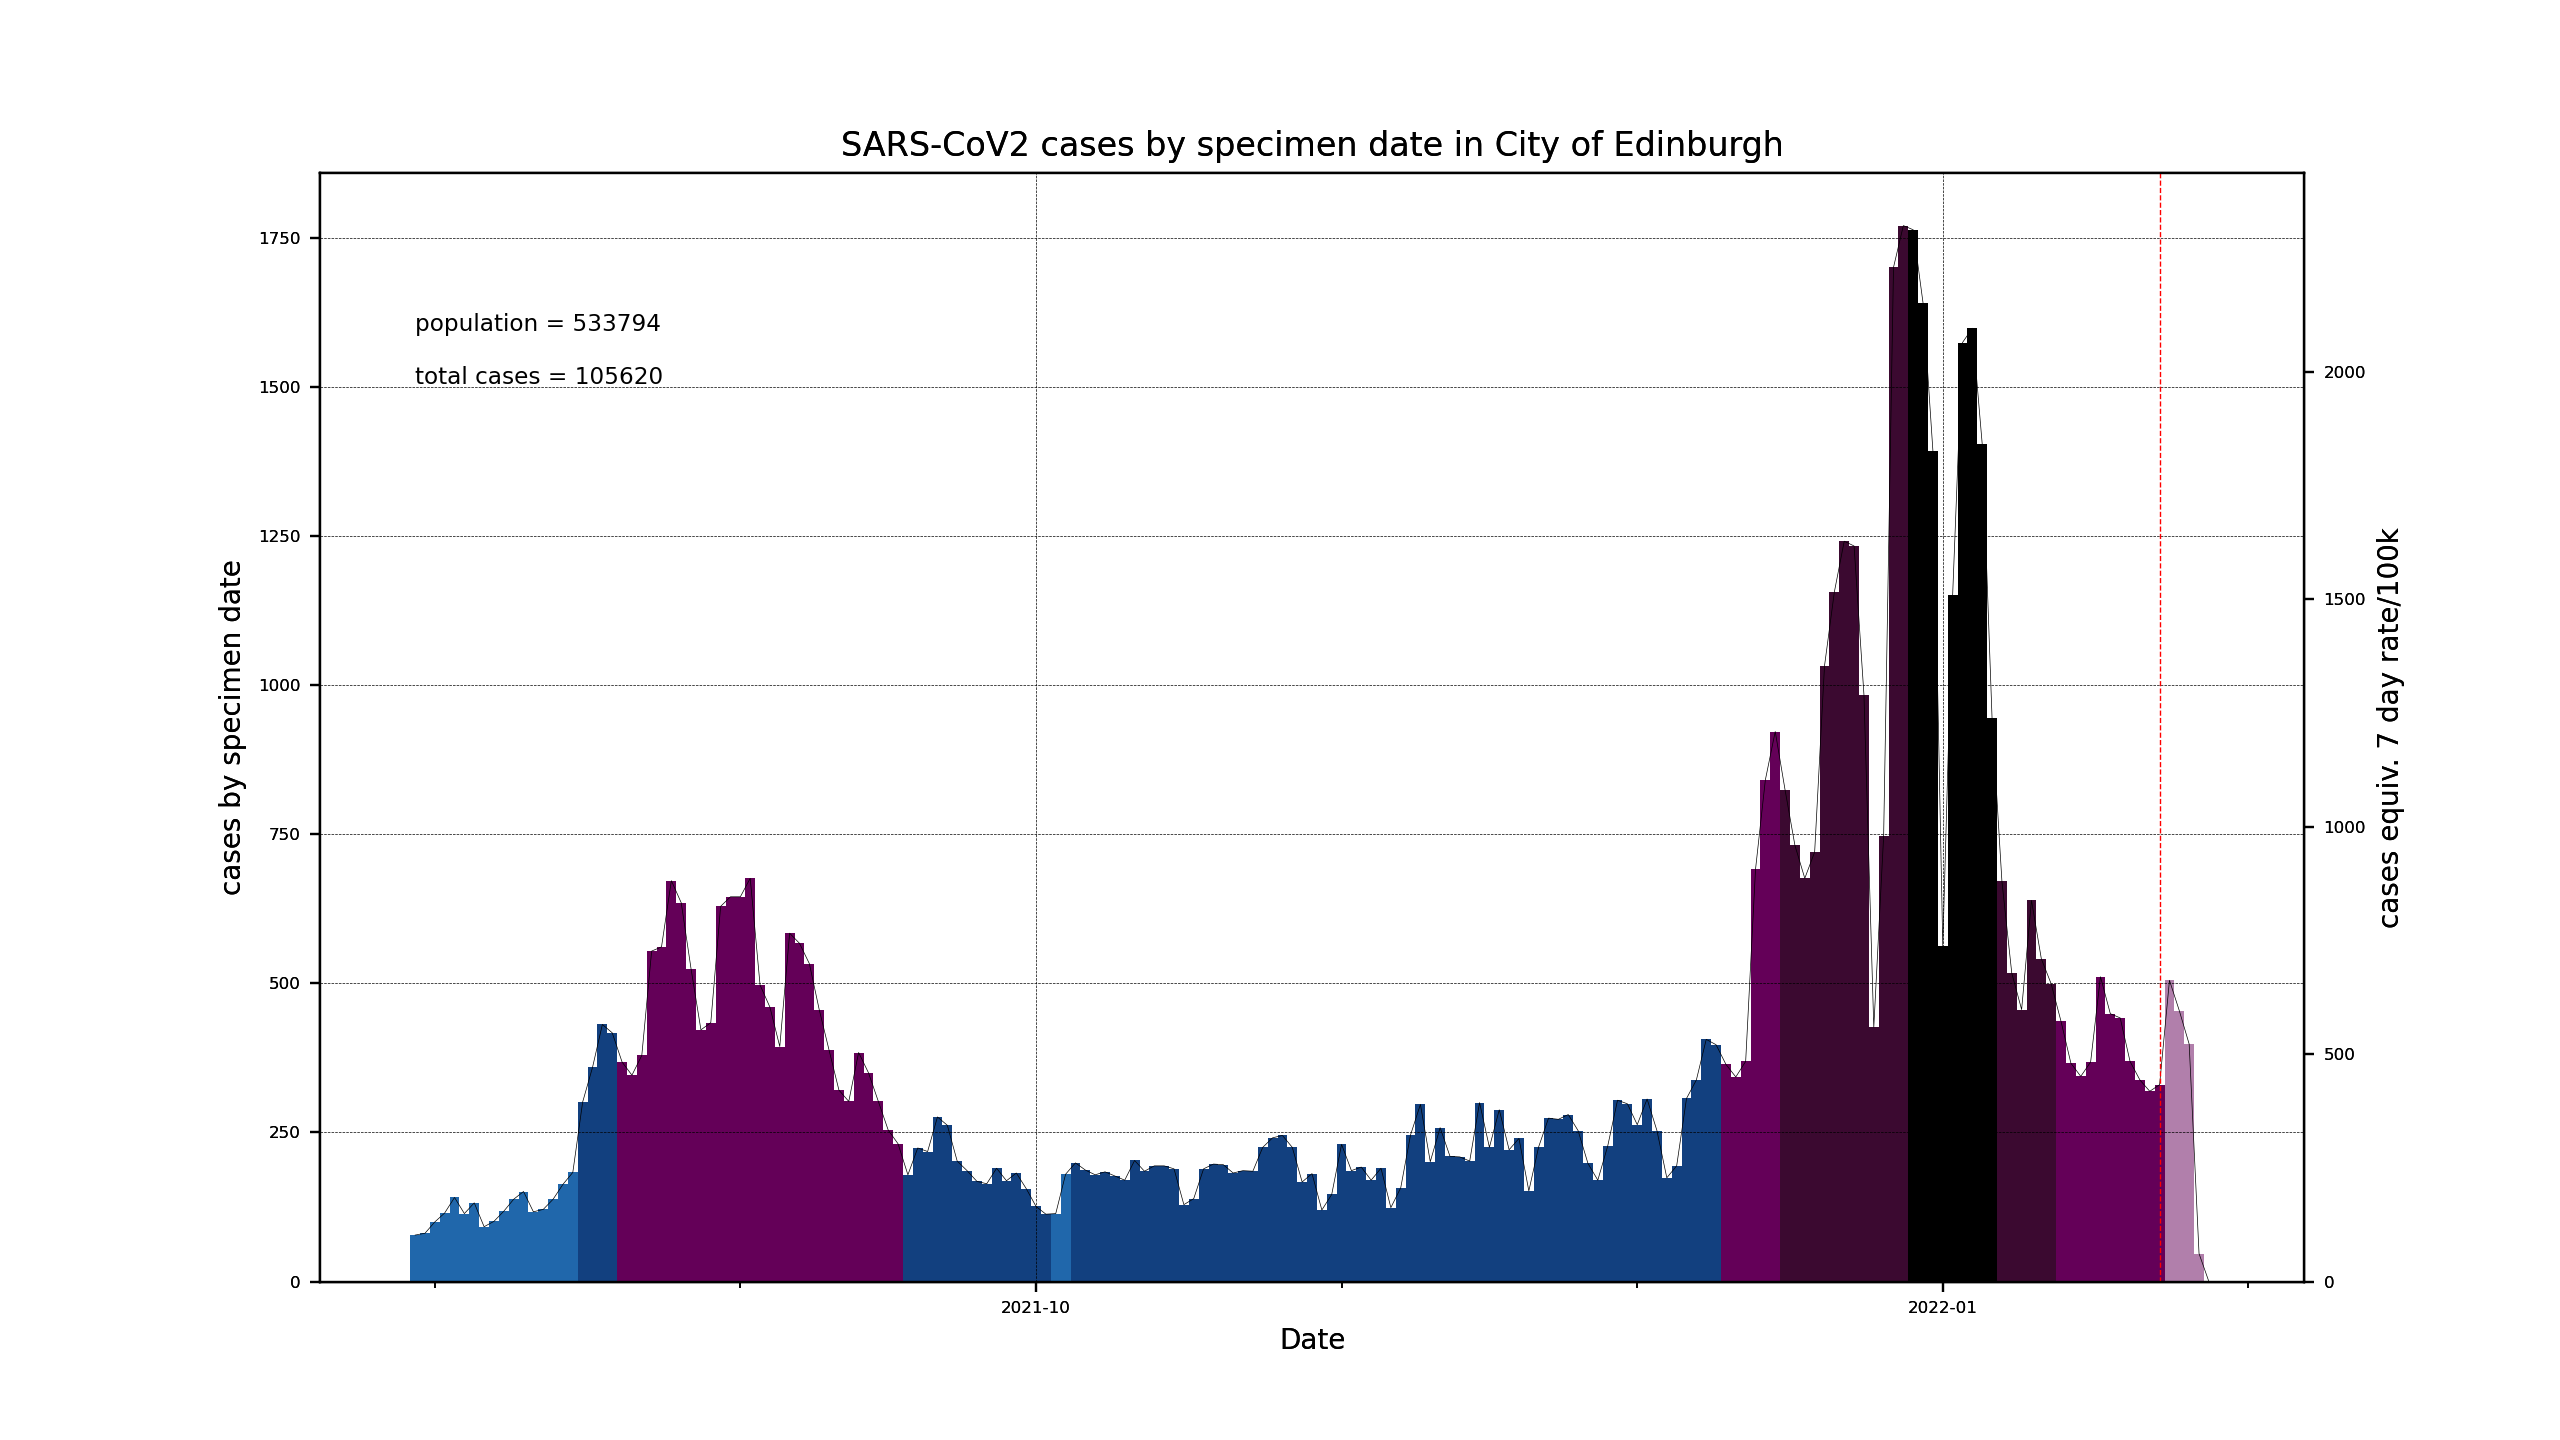 SARS-CoV2 cases by specimen date in City of Edinburgh
population = 533794
total cases = 105620
cases by specimen date
1750
1500
1250
1000
750
500
250
0
2000
1500
1000
500
0
cases equiv. 7 day rate/100k
2021-10
2022-01
Date